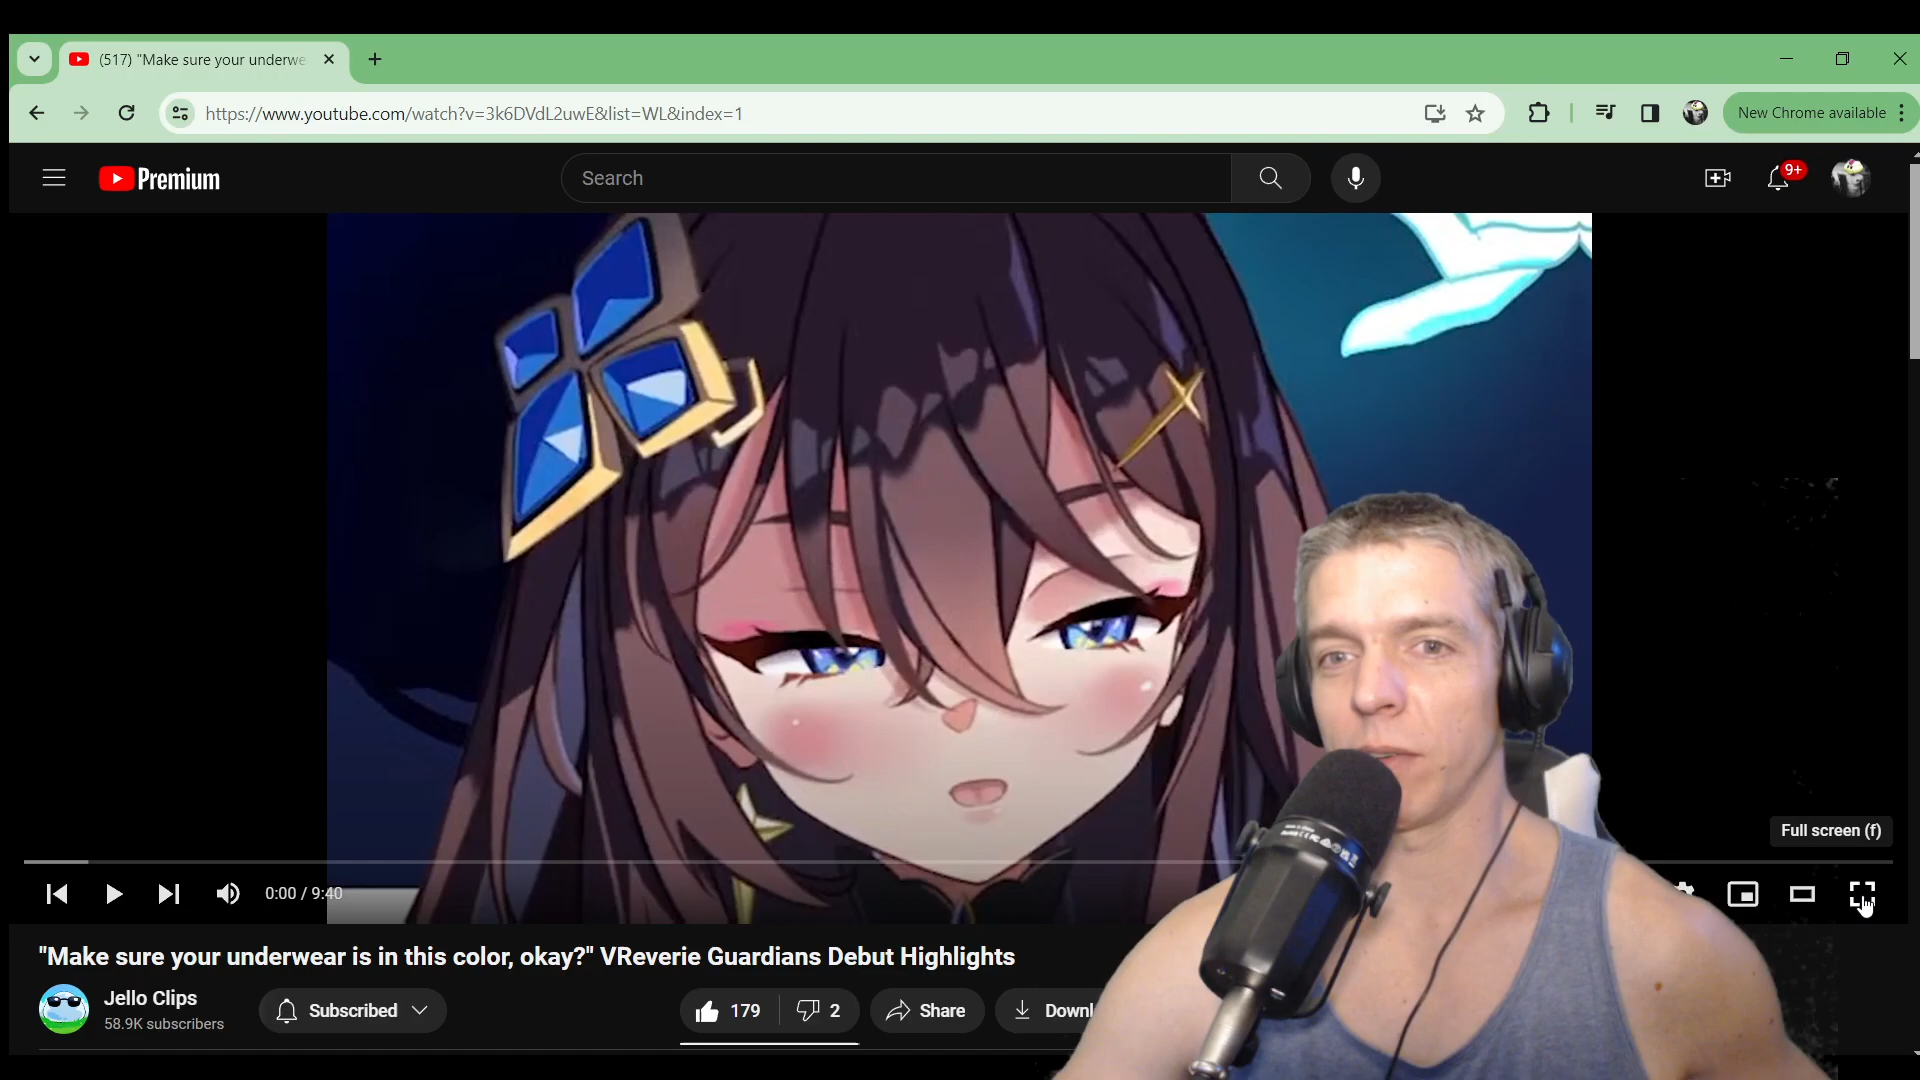 (517) "Make sure your underwe
https://www.youtube.com/watch?v=3k6DVdL2uwE&list=WL&index=1
New Chrome available
Premium
Search
9+
Full screen (f)
0:00 / 9:40
"Make sure your underwear is in this color, okay?" VReverie Guardians Debut Highlights
Jello Clips
58.9K subscribers
Subscribed
179
2
Share
Downl